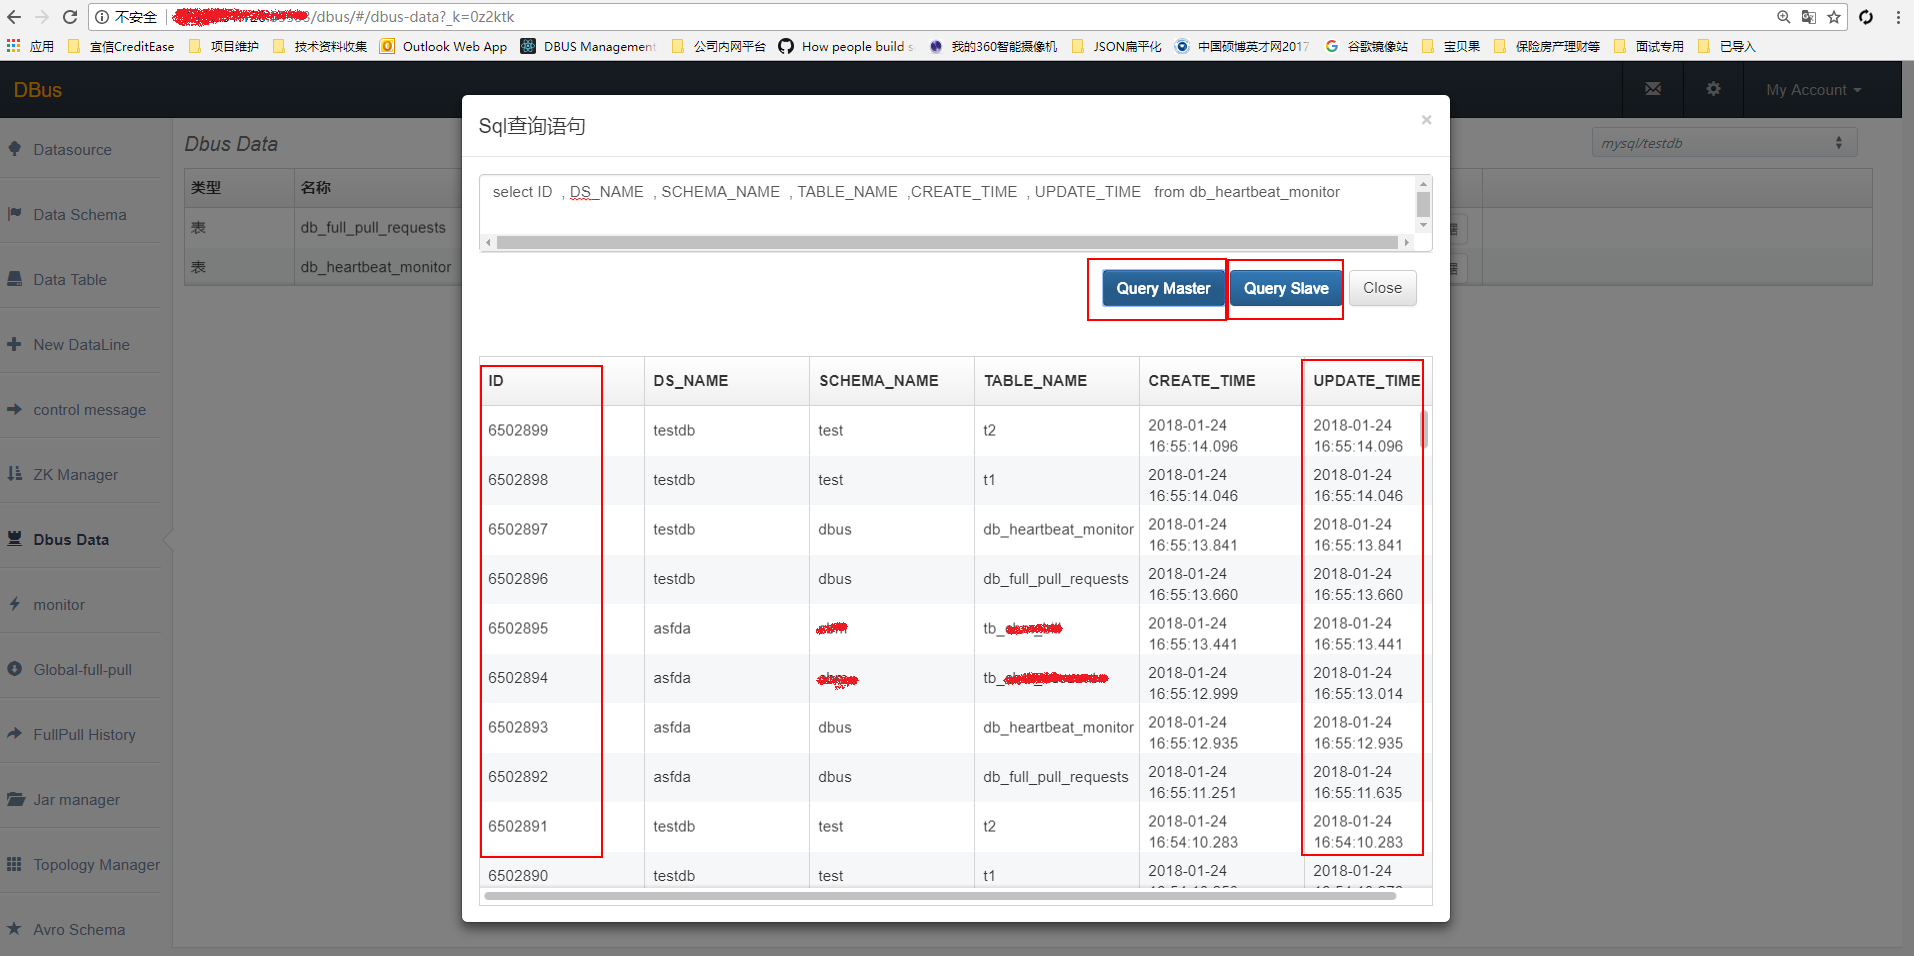 不安全 /dbus/#/dbus-data?_k=0z2ktk
应用 宜信CreditEase 项目维护 技术资料收集 Outlook Web App DBUS Management 公司内网平台 How people build s 我的360智能摄像机 JSON扁平化 中国硕博英才网2017 谷歌镜像站 宝贝果 保险房产理财等 面试专用 已导入
DBus
My Account
Datasource
Data Schema
Data Table
New DataLine
control message
ZK Manager
Dbus Data
monitor
Global-full-pull
FullPull History
Jar manager
Topology Manager
Avro Schema
Dbus Data
mysql/testdb
类型 名称
表 db_full_pull_requests
表 db_heartbeat_monitor
Sql查询语句 ×
select ID , DS_NAME , SCHEMA_NAME , TABLE_NAME ,CREATE_TIME , UPDATE_TIME from db_heartbeat_monitor
Query Master Query Slave Close
ID DS_NAME SCHEMA_NAME TABLE_NAME CREATE_TIME UPDATE_TIME
6502899 testdb test t2 2018-01-24 16:55:14.096 2018-01-24 16:55:14.096
6502898 testdb test t1 2018-01-24 16:55:14.046 2018-01-24 16:55:14.046
6502897 testdb dbus db_heartbeat_monitor 2018-01-24 16:55:13.841 2018-01-24 16:55:13.841
6502896 testdb dbus db_full_pull_requests 2018-01-24 16:55:13.660 2018-01-24 16:55:13.660
6502895 asfda tb_ 2018-01-24 16:55:13.441 2018-01-24 16:55:13.441
6502894 asfda tb_ 2018-01-24 16:55:12.999 2018-01-24 16:55:13.014
6502893 asfda dbus db_heartbeat_monitor 2018-01-24 16:55:12.935 2018-01-24 16:55:12.935
6502892 asfda dbus db_full_pull_requests 2018-01-24 16:55:11.251 2018-01-24 16:55:11.635
6502891 testdb test t2 2018-01-24 16:54:10.283 2018-01-24 16:54:10.283
6502890 testdb test t1 2018-01-24 2018-01-24